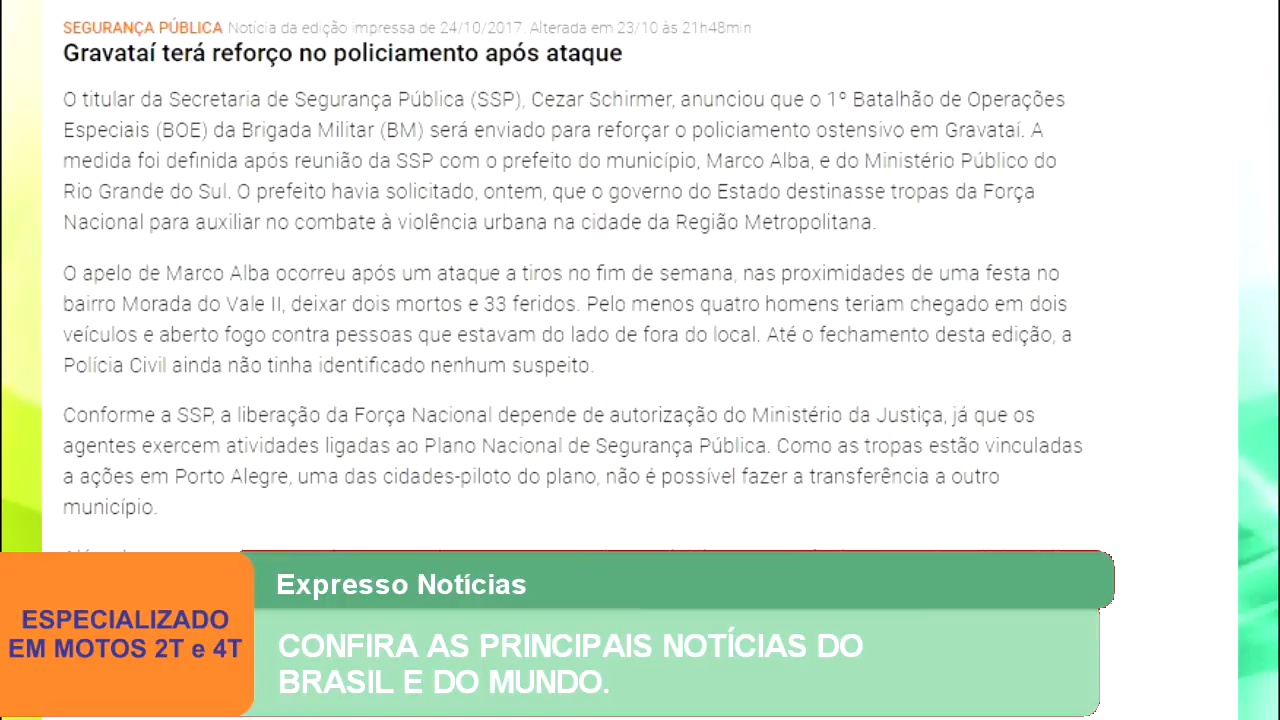 SEGURANÇA PÚBLICA Notícia da edição impressa de 24/10/2017. Alterada em 23/10 às 21h48min
Gravataí terá reforço no policiamento após ataque
O titular da Secretaria de Segurança Pública (SSP), Cezar Schirmer, anunciou que o 1º Batalhão de Operações
Especiais (BOE) da Brigada Militar (BM) será enviado para reforçar o policiamento ostensivo em Gravataí. A
medida foi definida após reunião da SSP com o prefeito do município, Marco Alba, e do Ministério Público do
Rio Grande do Sul. O prefeito havia solicitado, ontem, que o governo do Estado destinasse tropas da Força
Nacional para auxiliar no combate à violência urbana na cidade da Região Metropolitana.
O apelo de Marco Alba ocorreu após um ataque a tiros no fim de semana, nas proximidades de uma festa no
bairro Morada do Vale II, deixar dois mortos e 33 feridos. Pelo menos quatro homens teriam chegado em dois
veículos e aberto fogo contra pessoas que estavam do lado de fora do local. Até o fechamento desta edição, a
Polícia Civil ainda não tinha identificado nenhum suspeito.
Conforme a SSP, a liberação da Força Nacional depende de autorização do Ministério da Justiça, já que os
agentes exercem atividades ligadas ao Plano Nacional de Segurança Pública. Como as tropas estão vinculadas
a ações em Porto Alegre, uma das cidades-piloto do plano, não é possível fazer a transferência a outro
município.
Expresso Notícias
ESPECIALIZADO
EM MOTOS 2T e 4T
CONFIRA AS PRINCIPAIS NOTÍCIAS DO
BRASIL E DO MUNDO.